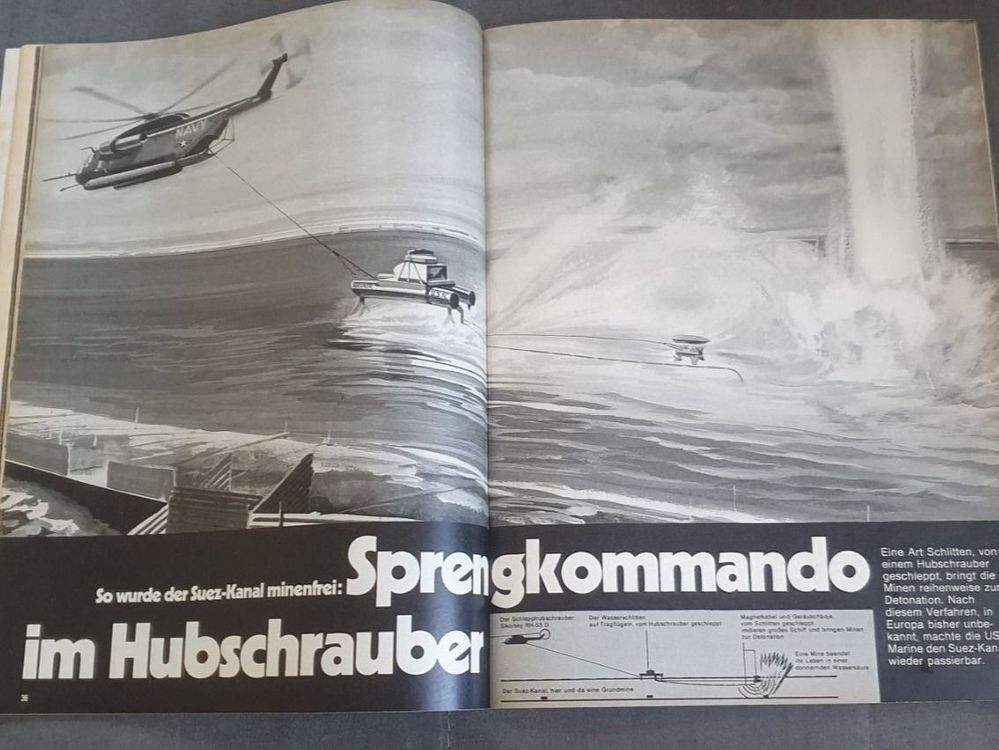 NAVY
So wurde der Suez-Kanal minenfrei: Sprengkommando
im Hubschrauber
Eine Art Schlitten, von
einem Hubschrauber
geschleppt, bringt die
Minen reihenweise zur
Detonation. Nach
diesem Verfahren, in
Europa bisher unbe-
kannt, machte die US
Marine den Suez-Kana
wieder passierbar.
Der Schlepphubschrauber
Sikorsky RH 53 D
Der Wasserschlitten
auf Tragflügeln, vom Hubschrauber geschleppt
Magnetkabel und Geräuschboje,
vom Schlitten geschleppt,
imitieren großes Schiff und bringen Minen
zur Detonation
Eine Mine beendet
ihr Leben in einer
donnernden Wassersäule
Der Suez-Kanal, hier und da eine Grundmine
36